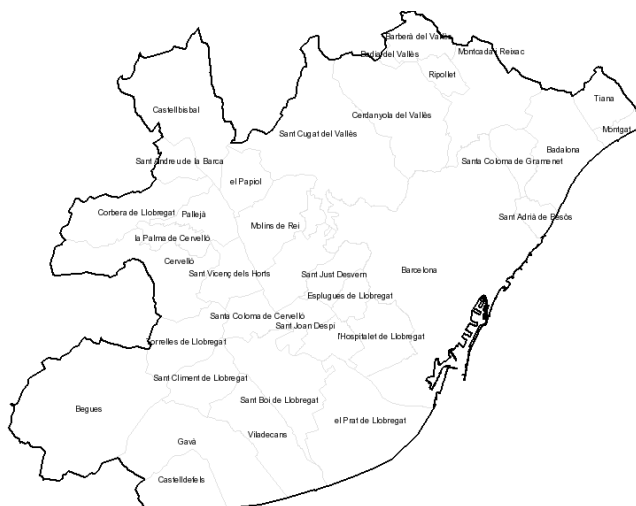 Barberà del Vallès
Badia del Vallès
Montcada i Reixac
Ripollet
Castellbisbal
Tiana
Cerdanyola del Vallès
Montgat
Sant Cugat del Vallès
Badalona
Sant Andreu de la Barca
Santa Coloma de Gramenet
el Papiol
Corbera de Llobregat
Pallejà
Sant Adrià de Besòs
Molins de Rei
la Palma de Cervelló
Cervelló
Sant Vicenç dels Horts
Sant Just Desvern
Barcelona
Esplugues de Llobregat
Santa Coloma de Cervelló
Sant Joan Despí
l'Hospitalet de Llobregat
Torrelles de Llobregat
Sant Climent de Llobregat
Sant Boi de Llobregat
Begues
el Prat de Llobregat
Viladecans
Gavà
Castelldefels